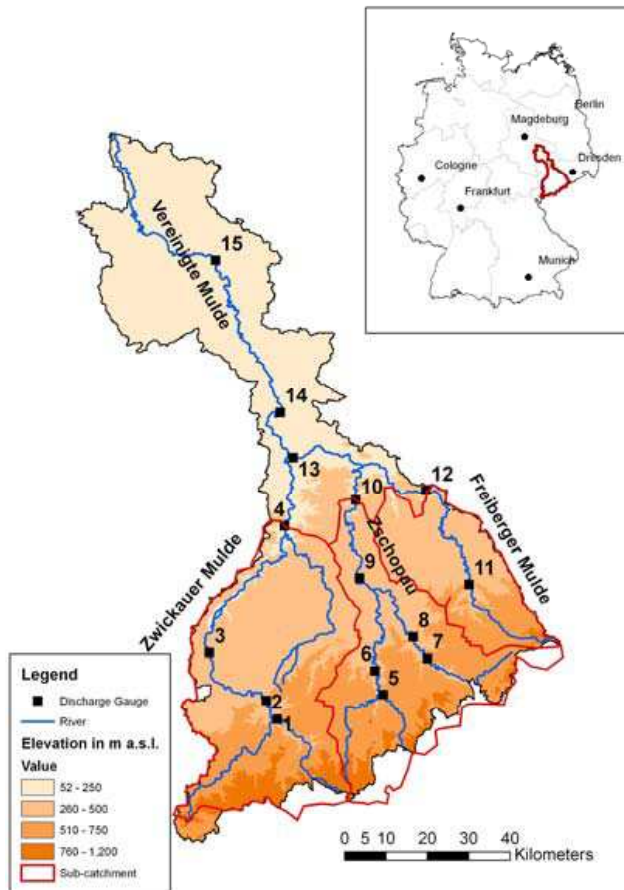 Berlin
Magdeburg
Cologne
Dresden
Frankfurt
Munich
Vereinigte Mulde
15
14
13
12
10
4
Freiberger Mulde
Zschopau
Zwickauer Mulde
9
11
8
7
3
6
5
2
1
Legend
Discharge Gauge
River
Elevation in m a.s.l.
Value
52 - 250
260 - 500
510 - 750
760 - 1.200
Sub-catchment
0 5 10 20 30 40
Kilometers